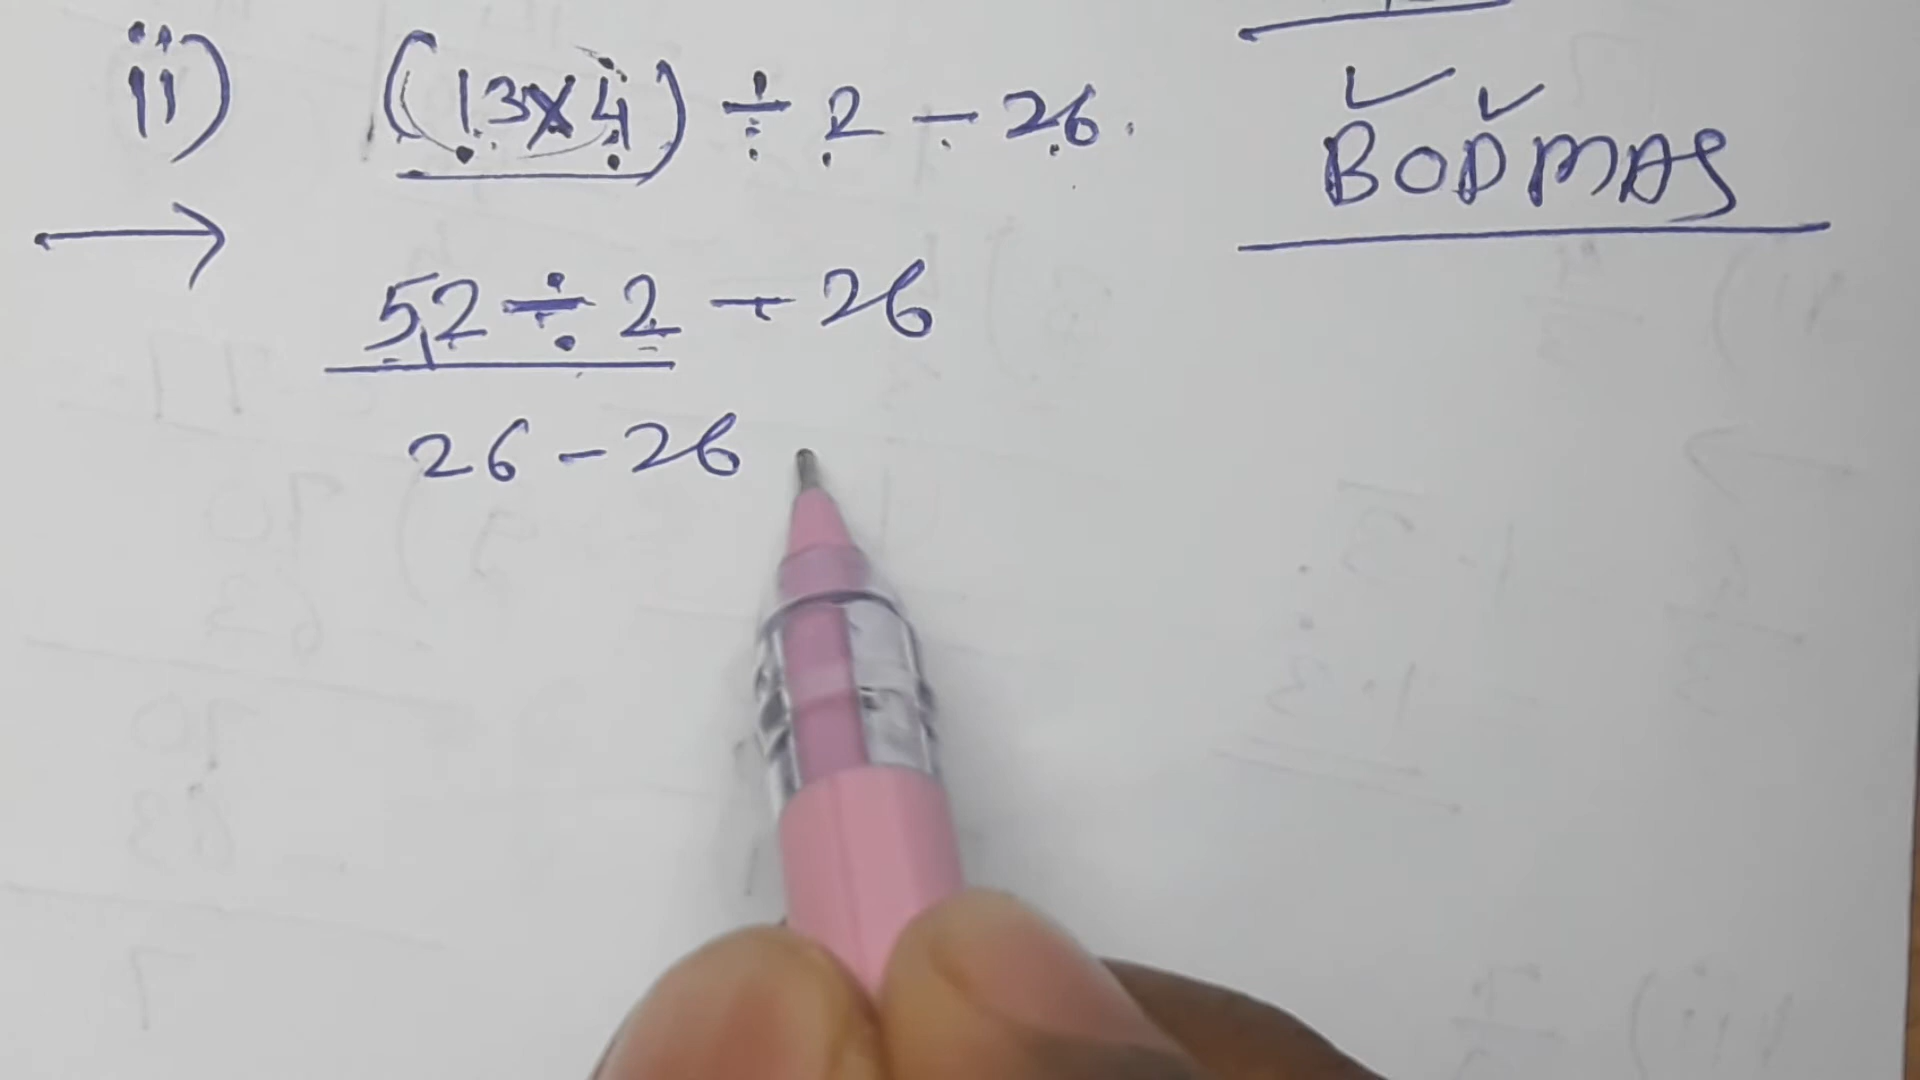 ii) (13×4) ÷ 2 - 26.
BODMAS
52 ÷ 2 - 26
26 - 26